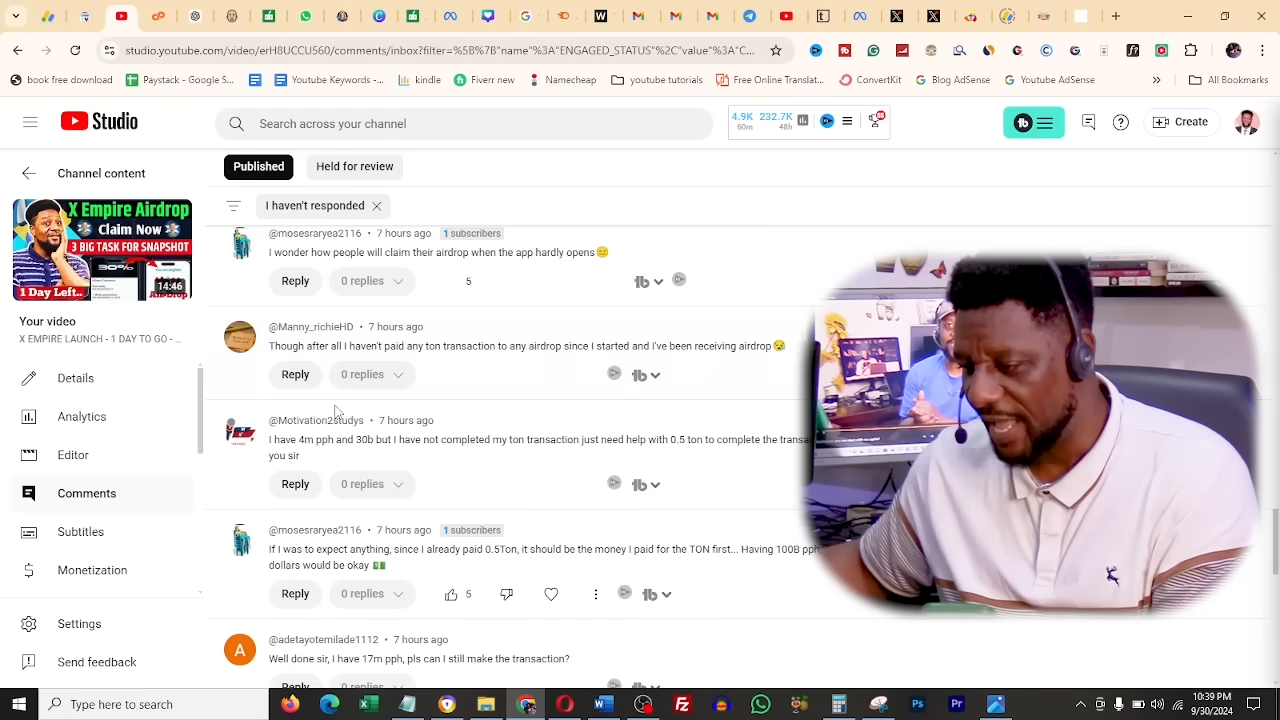 studio.youtube.com/video/erH8UCCU560/comments/inbox?filter=%5B%7B"name"%3A"ENGAGED_STATUS"%2C"value"%3A"C...
book free download
Paystack - Google S...
Youtube Keywords -...
kindle
Fiverr new
Namecheap
youtube tutorials
Free Online Translat...
ConvertKit
Blog AdSense
Youtube AdSense
All Bookmarks
Studio
Search across your channel
4.9K 232.7K
60m 48h
Create
Channel content
Published
Held for review
I haven't responded
X Empire Airdrop
Claim Now
3 BIG TASK FOR SNAPSHOT
1 Day Left..
14:46
Your video
X EMPIRE LAUNCH - 1 DAY TO GO - ...
Details
Analytics
Editor
Comments
Subtitles
Monetization
Settings
Send feedback
@mosesraryea2116 • 7 hours ago 1 subscribers
I wonder how people will claim their airdrop when the app hardly opens😑
Reply 0 replies 5
@Manny_richieHD • 7 hours ago
Though after all I haven't paid any ton transaction to any airdrop since I started and I've been receiving airdrop😪
Reply 0 replies
@Motivation2studys • 7 hours ago
I have 4m pph and 30b but I have not completed my ton transaction just need help with 0.5 ton to complete the transa
you sir
Reply 0 replies
@mosesraryea2116 • 7 hours ago 1 subscribers
If I was to expect anything, since I already paid 0.5Ton, it should be the money I paid for the TON first... Having 100B pph
dollars would be okay 💵
Reply 0 replies 5
@adetayotemilade1112 • 7 hours ago
Well done sir, I have 17m pph, pls can I still make the transaction?
Reply 0 replies
Type here to search
10:39 PM
9/30/2024